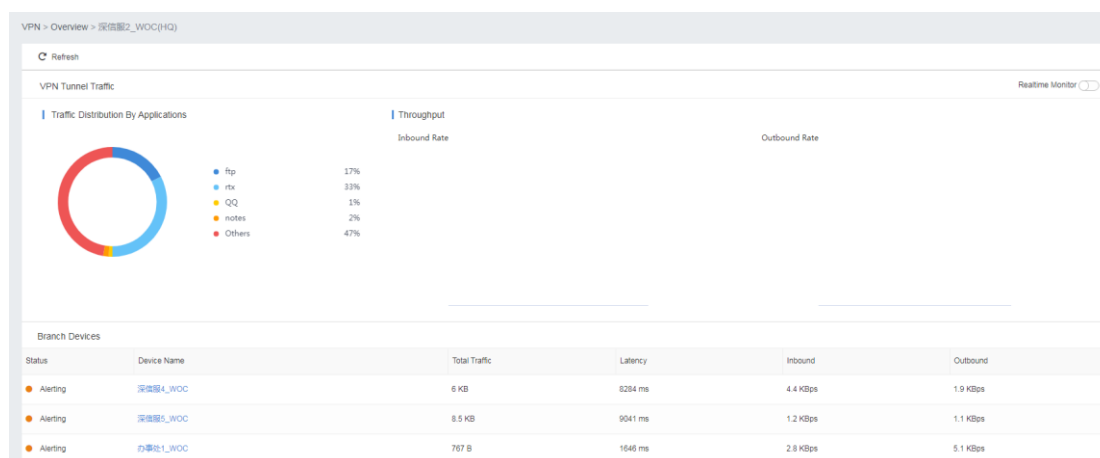 VPN > Overview > 深信服2_WOC(HQ)
Refresh
VPN Tunnel Traffic
Realtime Monitor
Traffic Distribution By Applications
Throughput
Inbound Rate
Outbound Rate
ftp 17%
rtx 33%
QQ 1%
notes 2%
Others 47%
Branch Devices
Status Device Name Total Traffic Latency Inbound Outbound
Alerting 深信服4_WOC 6 KB 8284 ms 4.4 KBps 1.9 KBps
Alerting 深信服5_WOC 8.5 KB 9041 ms 1.2 KBps 1.1 KBps
Alerting 办事处1_WOC 767 B 1646 ms 2.8 KBps 5.1 KBps